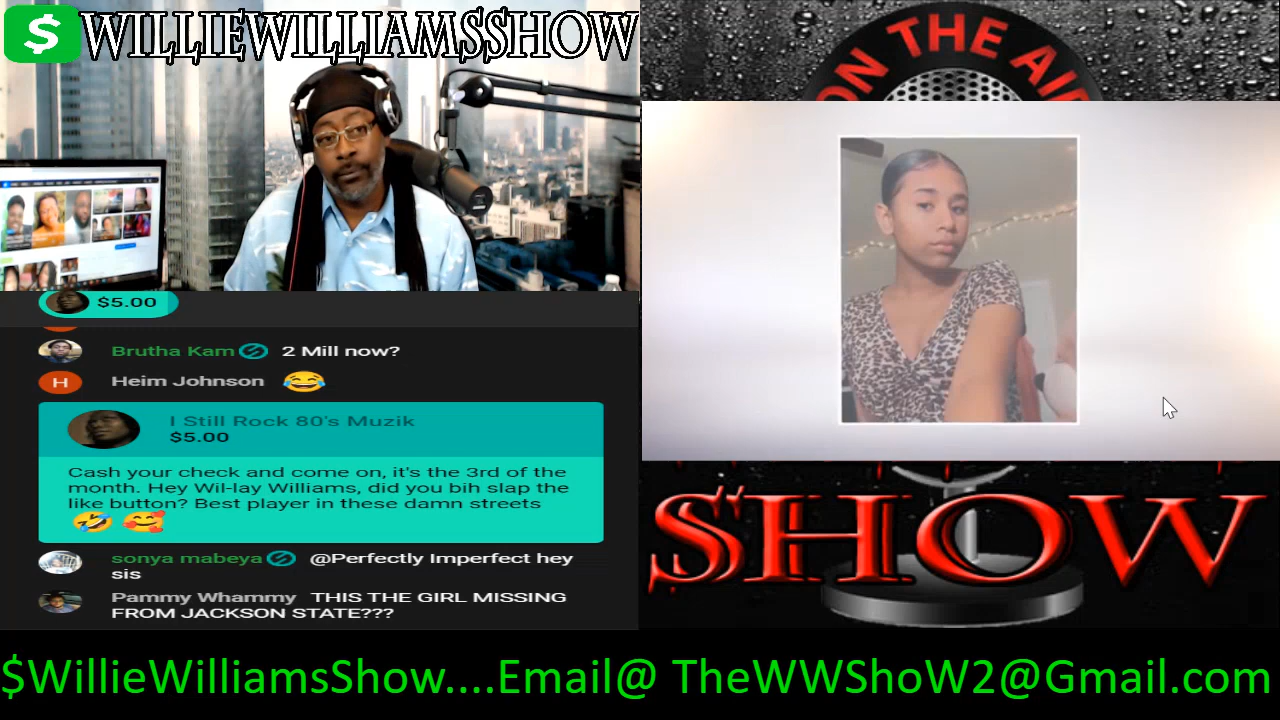 $ WILLIEWILLIAMSSHOW
ON THE AIR
$5.00
Brutha Kam 2 Mill now?
H Heim Johnson 😂
I Still Rock 80's Muzik
$5.00
Cash your check and come on, it's the 3rd of the
month. Hey Wil-lay Williams, did you bih slap the
like button? Best player in these damn streets
🤣 🥰
sonya mabeya @Perfectly Imperfect hey
sis
Pammy Whammy THIS THE GIRL MISSING
FROM JACKSON STATE???
SHOW
$WillieWilliamsShow....Email@ TheWWShoW2@Gmail.com